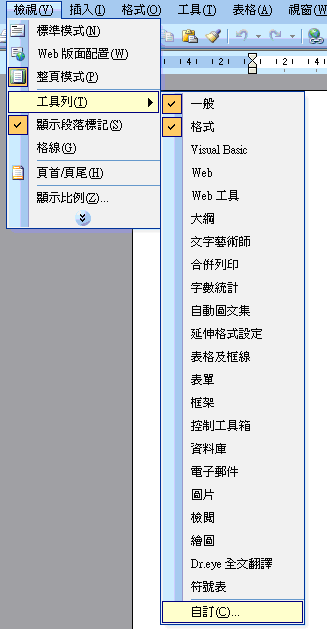 檢視(V) 插入(I) 格式(O) 工具(T) 表格(A) 視窗(W)
標準模式(N)
Web 版面配置(W)
整頁模式(P)
工具列(T)
顯示段落標記(S)
格線(G)
頁首/頁尾(H)
顯示比例(Z)...
4 2 2 4
一般
格式
Visual Basic
Web
Web 工具
大綱
文字藝術師
合併列印
字數統計
自動圖文集
延伸格式設定
表格及框線
表單
框架
控制工具箱
資料庫
電子郵件
圖片
檢閱
繪圖
Dr.eye 全文翻譯
符號表
自訂(C)...